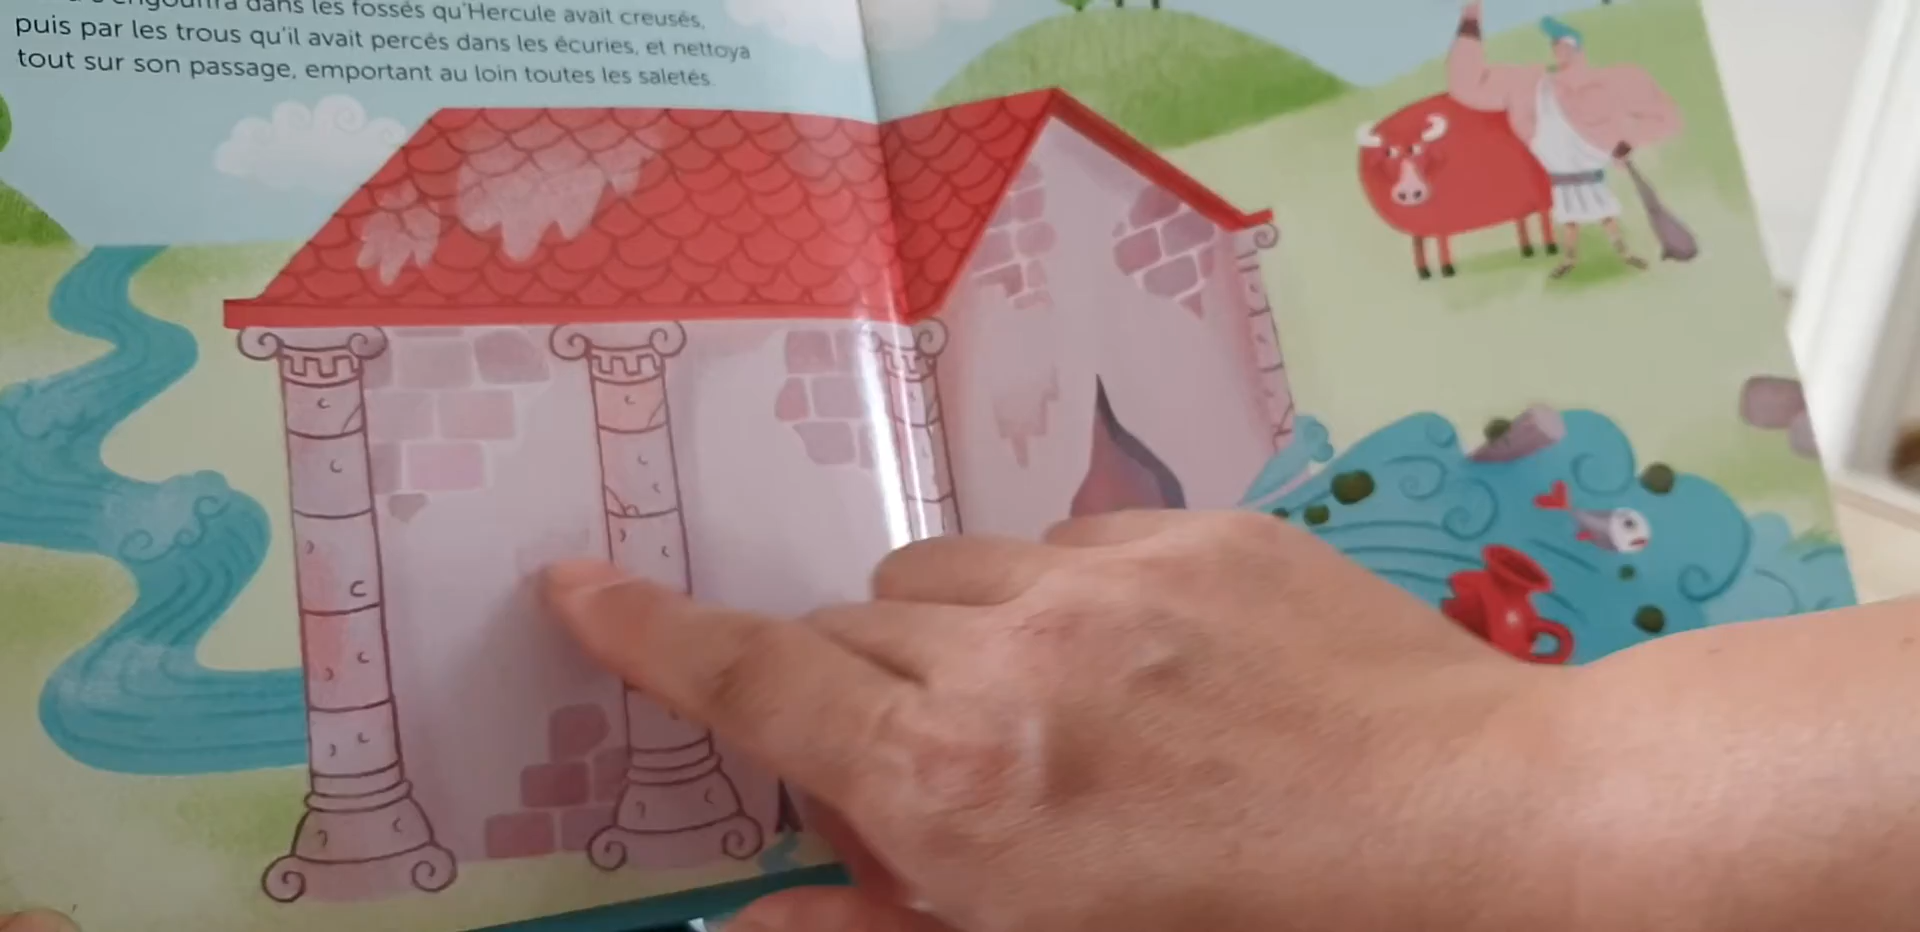 dans les fossés qu'Hercule avait creusés,
puis par les trous qu'il avait percés dans les écuries, et nettoya
tout sur son passage, emportant au loin toutes les saletés.